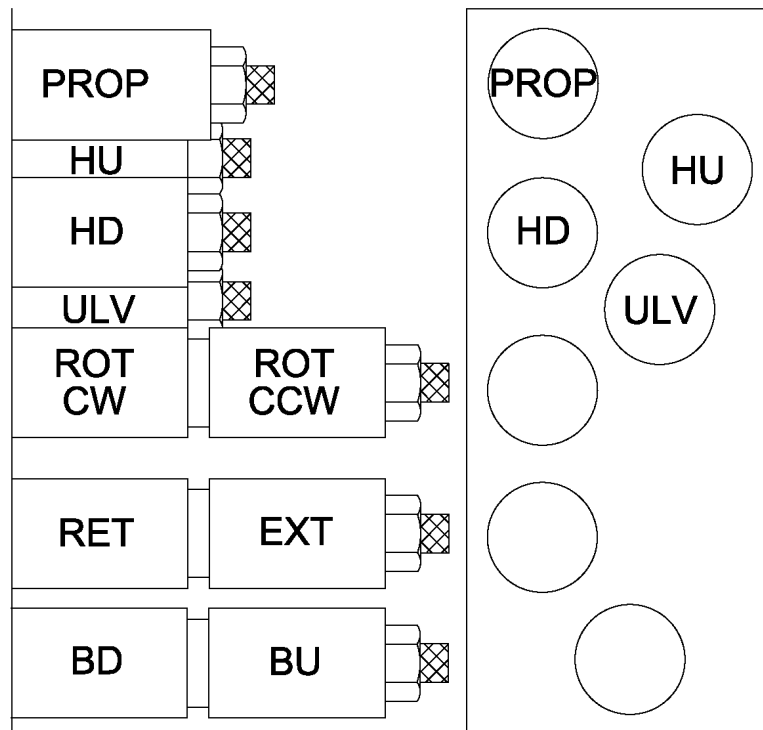 PROP
HU
HD
ULV
ROT
CW
ROT
CCW
RET
EXT
BD
BU
PROP
HU
HD
ULV